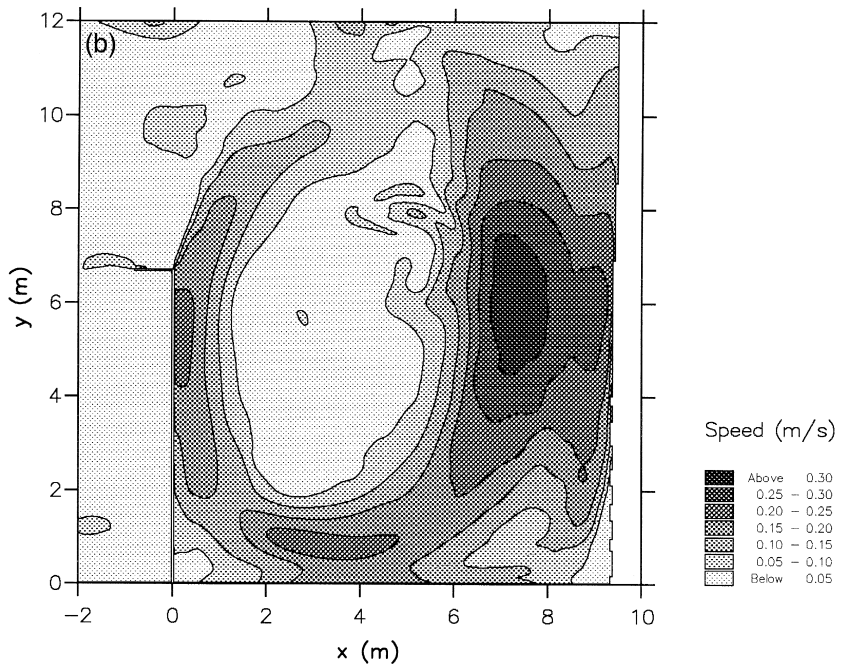 (b)
12
10
8
6
4
2
0
y (m)
−2 0 2 4 6 8 10
x (m)
Speed (m/s)
Above 0.30
0.25 − 0.30
0.20 − 0.25
0.15 − 0.20
0.10 − 0.15
0.05 − 0.10
Below 0.05